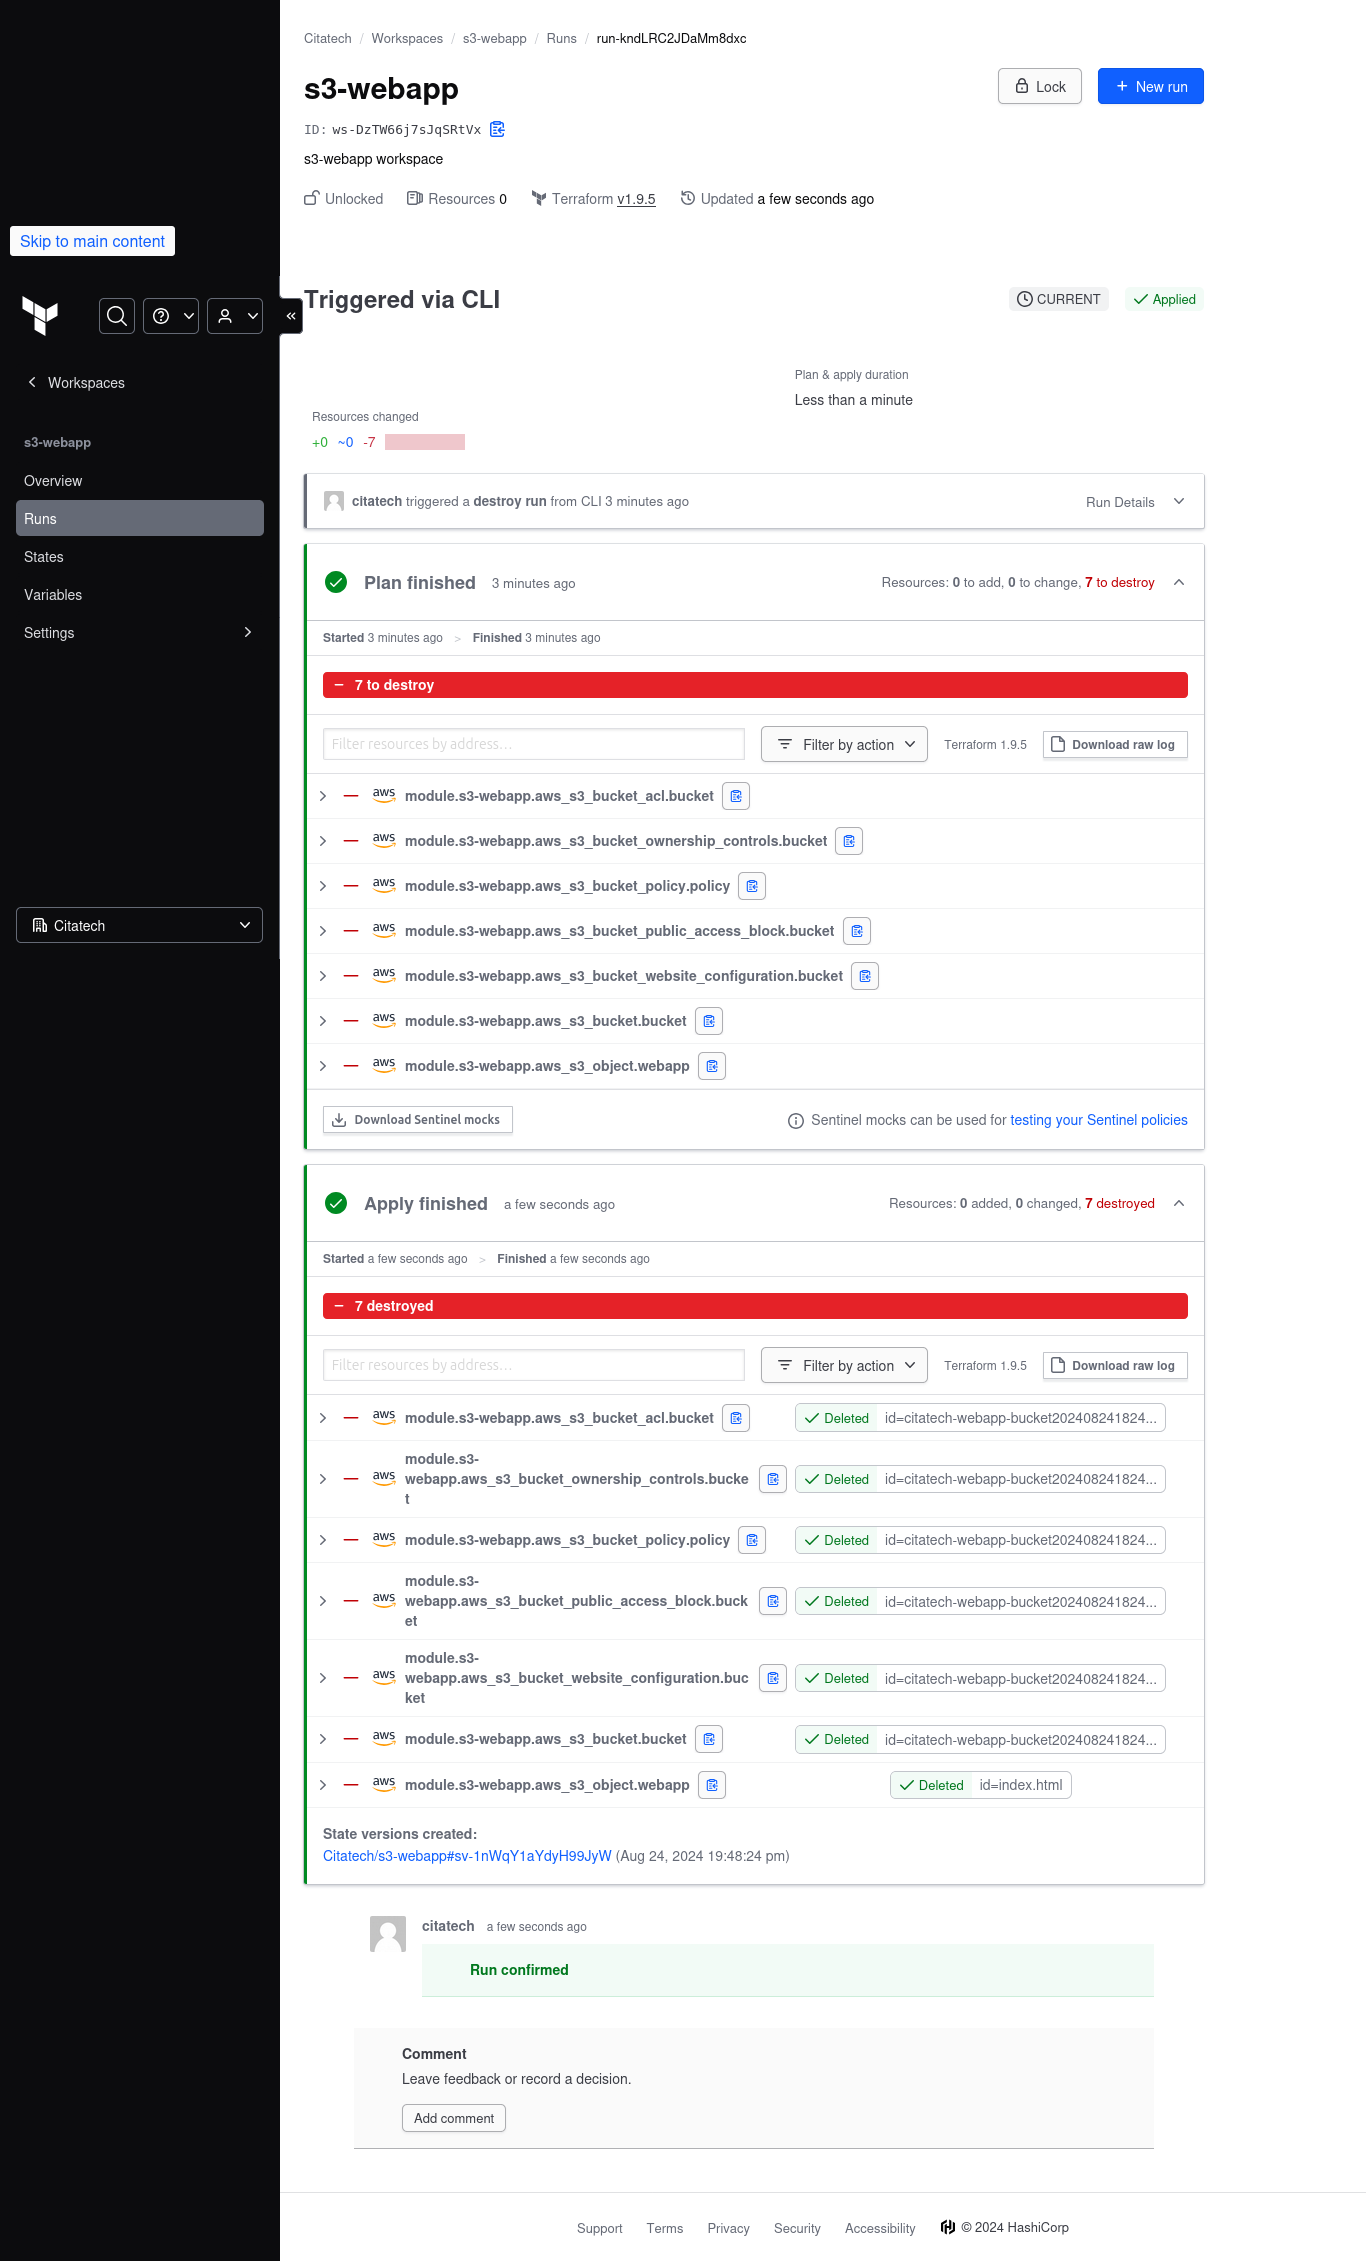 Citatech / Workspaces / s3-webapp / Runs / run-kndLRC2JDaMm8dxc
s3-webapp
Lock
New run
ID: ws-DzTW66j7sJqSRtVx
s3-webapp workspace
Unlocked Resources 0 Terraform v1.9.5 Updated a few seconds ago
Skip to main content
Workspaces
s3-webapp
Overview
Runs
States
Variables
Settings
Citatech
Triggered via CLI
CURRENT
Applied
Plan & apply duration
Less than a minute
Resources changed
+0 ~0 -7
citatech triggered a destroy run from CLI 3 minutes ago
Run Details
Plan finished 3 minutes ago
Resources: 0 to add, 0 to change, 7 to destroy
Started 3 minutes ago > Finished 3 minutes ago
7 to destroy
Filter resources by address...
Filter by action
Terraform 1.9.5
Download raw log
aws module.s3-webapp.aws_s3_bucket_acl.bucket
aws module.s3-webapp.aws_s3_bucket_ownership_controls.bucket
aws module.s3-webapp.aws_s3_bucket_policy.policy
aws module.s3-webapp.aws_s3_bucket_public_access_block.bucket
aws module.s3-webapp.aws_s3_bucket_website_configuration.bucket
aws module.s3-webapp.aws_s3_bucket.bucket
aws module.s3-webapp.aws_s3_object.webapp
Download Sentinel mocks
Sentinel mocks can be used for testing your Sentinel policies
Apply finished a few seconds ago
Resources: 0 added, 0 changed, 7 destroyed
Started a few seconds ago > Finished a few seconds ago
7 destroyed
Filter resources by address...
Filter by action
Terraform 1.9.5
Download raw log
aws module.s3-webapp.aws_s3_bucket_acl.bucket
Deleted id=citatech-webapp-bucket202408241824...
module.s3-
aws webapp.aws_s3_bucket_ownership_controls.bucke
t
Deleted id=citatech-webapp-bucket202408241824...
aws module.s3-webapp.aws_s3_bucket_policy.policy
Deleted id=citatech-webapp-bucket202408241824...
module.s3-
aws webapp.aws_s3_bucket_public_access_block.buck
et
Deleted id=citatech-webapp-bucket202408241824...
module.s3-
aws webapp.aws_s3_bucket_website_configuration.buc
ket
Deleted id=citatech-webapp-bucket202408241824...
aws module.s3-webapp.aws_s3_bucket.bucket
Deleted id=citatech-webapp-bucket202408241824...
aws module.s3-webapp.aws_s3_object.webapp
Deleted id=index.html
State versions created:
Citatech/s3-webapp#sv-1nWqY1aYdyH99JyW (Aug 24, 2024 19:48:24 pm)
citatech a few seconds ago
Run confirmed
Comment
Leave feedback or record a decision.
Add comment
Support Terms Privacy Security Accessibility © 2024 HashiCorp